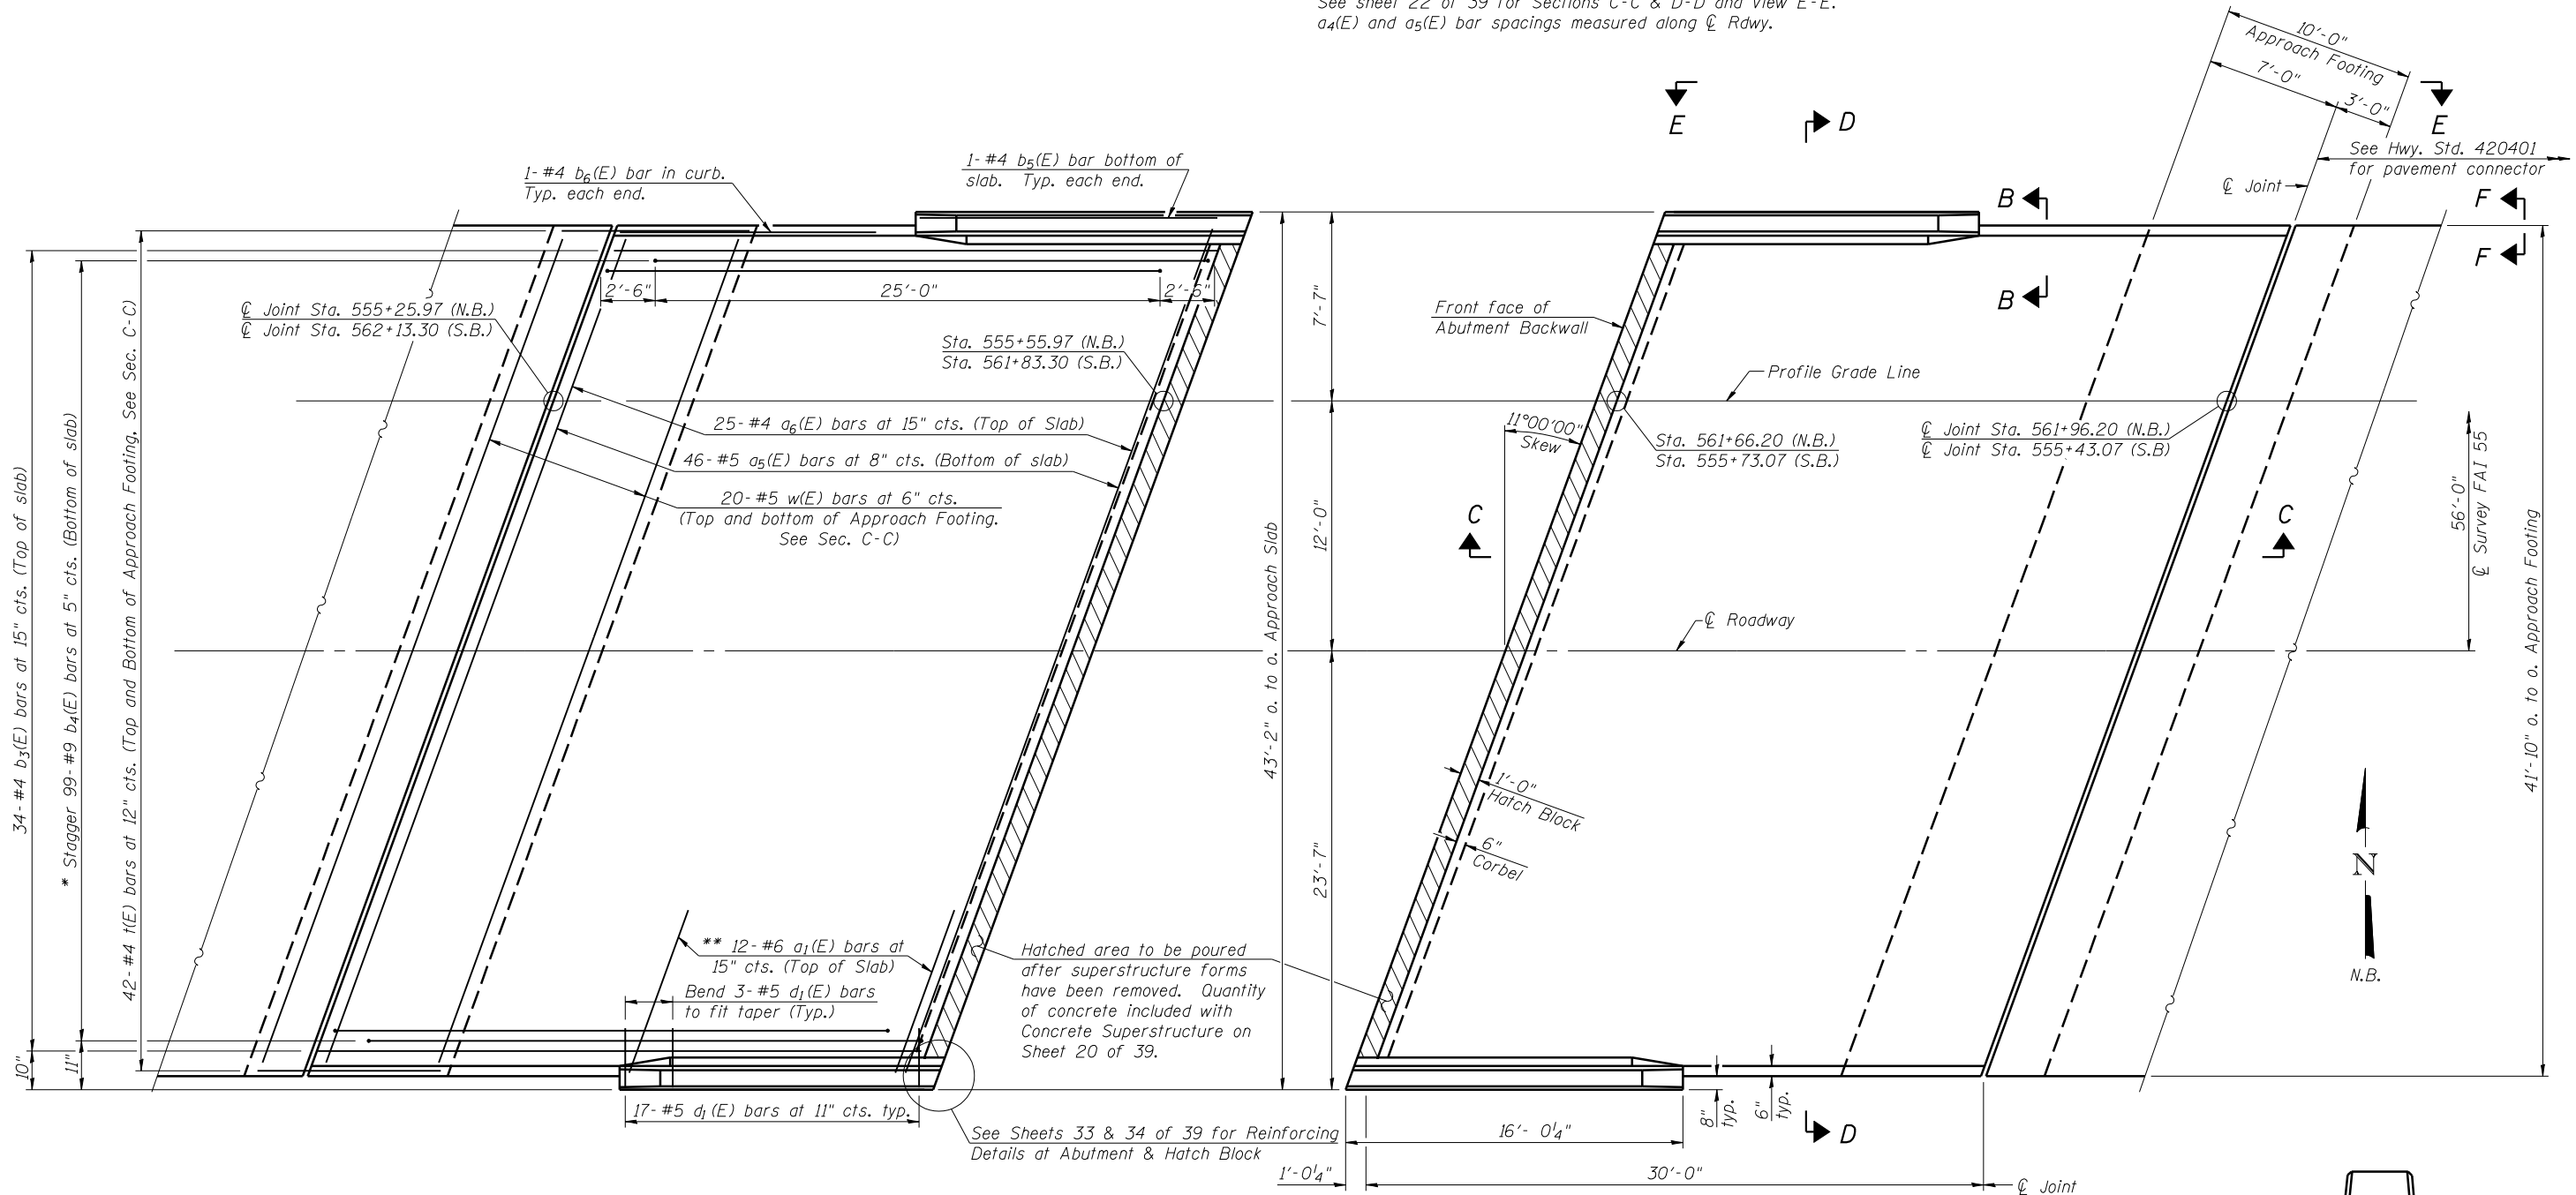 See sheet 22 of 39 for Sections C-C & D-D and View E-E.
a4(E) and a5(E) bar spacings measured along ℄ Rdwy.
10'-0"
Approach Footing
7'-0"
3'-0"
E
D
E
See Hwy. Std. 420401
for pavement connector
℄ Joint
1-#4 b6(E) bar in curb.
Typ. each end.
1-#4 b5(E) bar bottom of
slab. Typ. each end.
B
F
F
B
2'-6"
25'-0"
2'-6"
7'-7"
℄ Joint Sta. 555+25.97 (N.B.)
℄ Joint Sta. 562+13.30 (S.B.)
Sta. 555+55.97 (N.B.)
Sta. 561+83.30 (S.B.)
Front face of
Abutment Backwall
Profile Grade Line
25-#4 a6(E) bars at 15" cts. (Top of Slab)
46-#5 a5(E) bars at 8" cts. (Bottom of slab)
20-#5 w(E) bars at 6" cts.
(Top and bottom of Approach Footing.
See Sec. C-C)
11°00'00"
Skew
Sta. 561+66.20 (N.B.)
Sta. 555+73.07 (S.B.)
℄ Joint Sta. 561+96.20 (N.B.)
℄ Joint Sta. 555+43.07 (S.B)
34-#4 b3(E) bars at 15" cts. (Top of slab)
* Stagger 99-#9 b4(E) bars at 5" cts. (Bottom of slab)
42-#4 t(E) bars at 12" cts. (Top and Bottom of Approach Footing. See Sec. C-C)
43'-2" o. to o. Approach Slab
12'-0"
C
C
56'-0"
℄ Survey FAI 55
41'-10" o. to o. Approach Footing
℄ Roadway
23'-7"
1'-0"
Hatch Block
6"
Corbel
N
N.B.
** 12-#6 a1(E) bars at
15" cts. (Top of Slab)
Bend 3-#5 d1(E) bars
to fit taper (Typ.)
Hatched area to be poured
after superstructure forms
have been removed. Quantity
of concrete included with
Concrete Superstructure on
Sheet 20 of 39.
10"
11"
17-#5 d1(E) bars at 11" cts. typ.
See Sheets 33 & 34 of 39 for Reinforcing
Details at Abutment & Hatch Block
16'-0¼"
8"
typ.
6"
typ.
D
1'-0¼"
30'-0"
℄ Joint